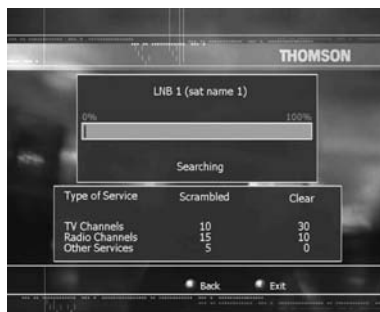 THOMSON
LNB 1 (sat name 1)
0% 100%
Searching
Type of Service Scrambled Clear
TV Channels 10 30
Radio Channels 15 10
Other Services 5 0
Back Exit